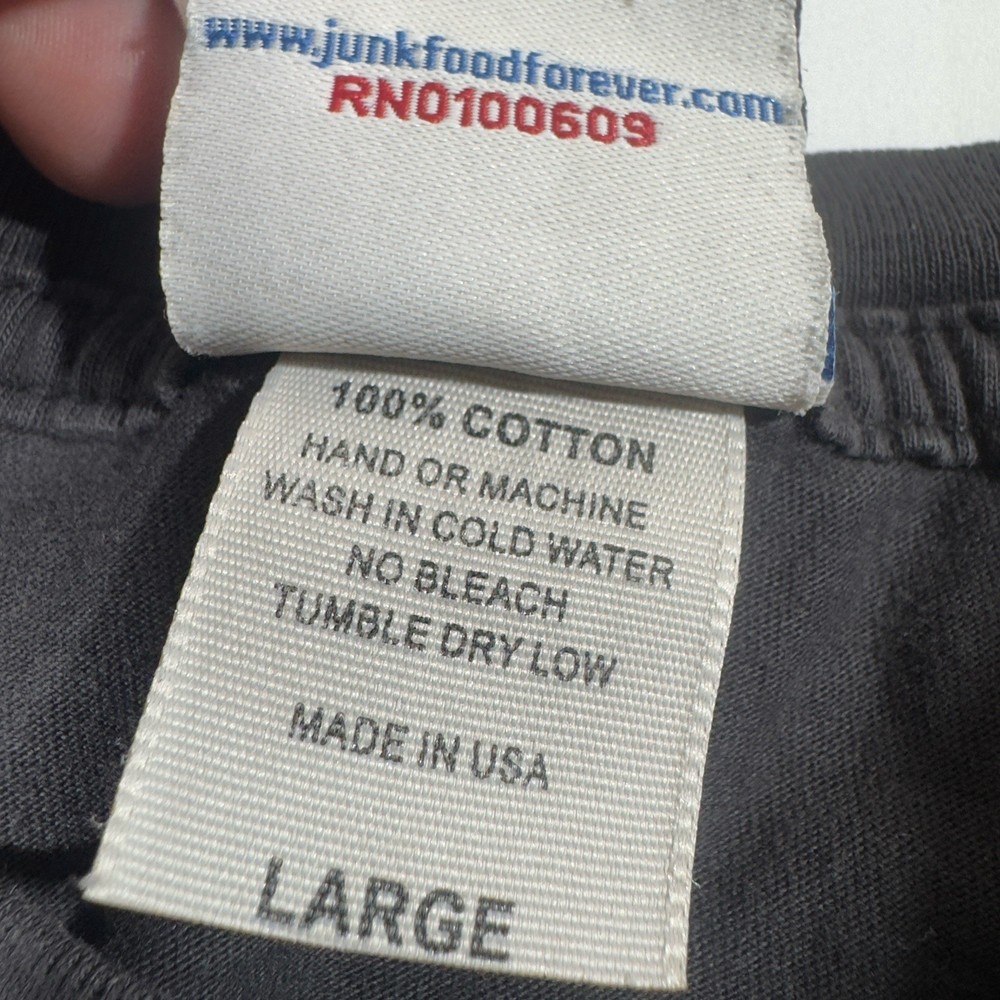 www.junkfoodforever.com
RN0100609
100% COTTON
HAND OR MACHINE
WASH IN COLD WATER
NO BLEACH
TUMBLE DRY LOW
MADE IN USA
LARGE